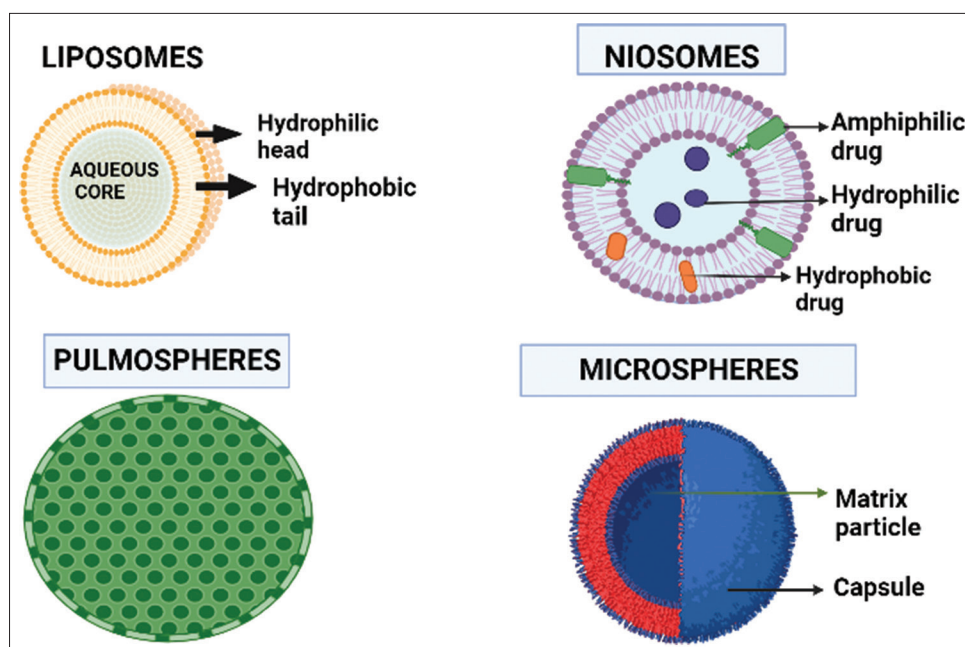 LIPOSOMES
Hydrophilic
head
AQUEOUS
CORE
Hydrophobic
tail
NIOSOMES
Amphiphilic
drug
Hydrophilic
drug
Hydrophobic
drug
PULMOSPHERES
MICROSPHERES
Matrix
particle
Capsule